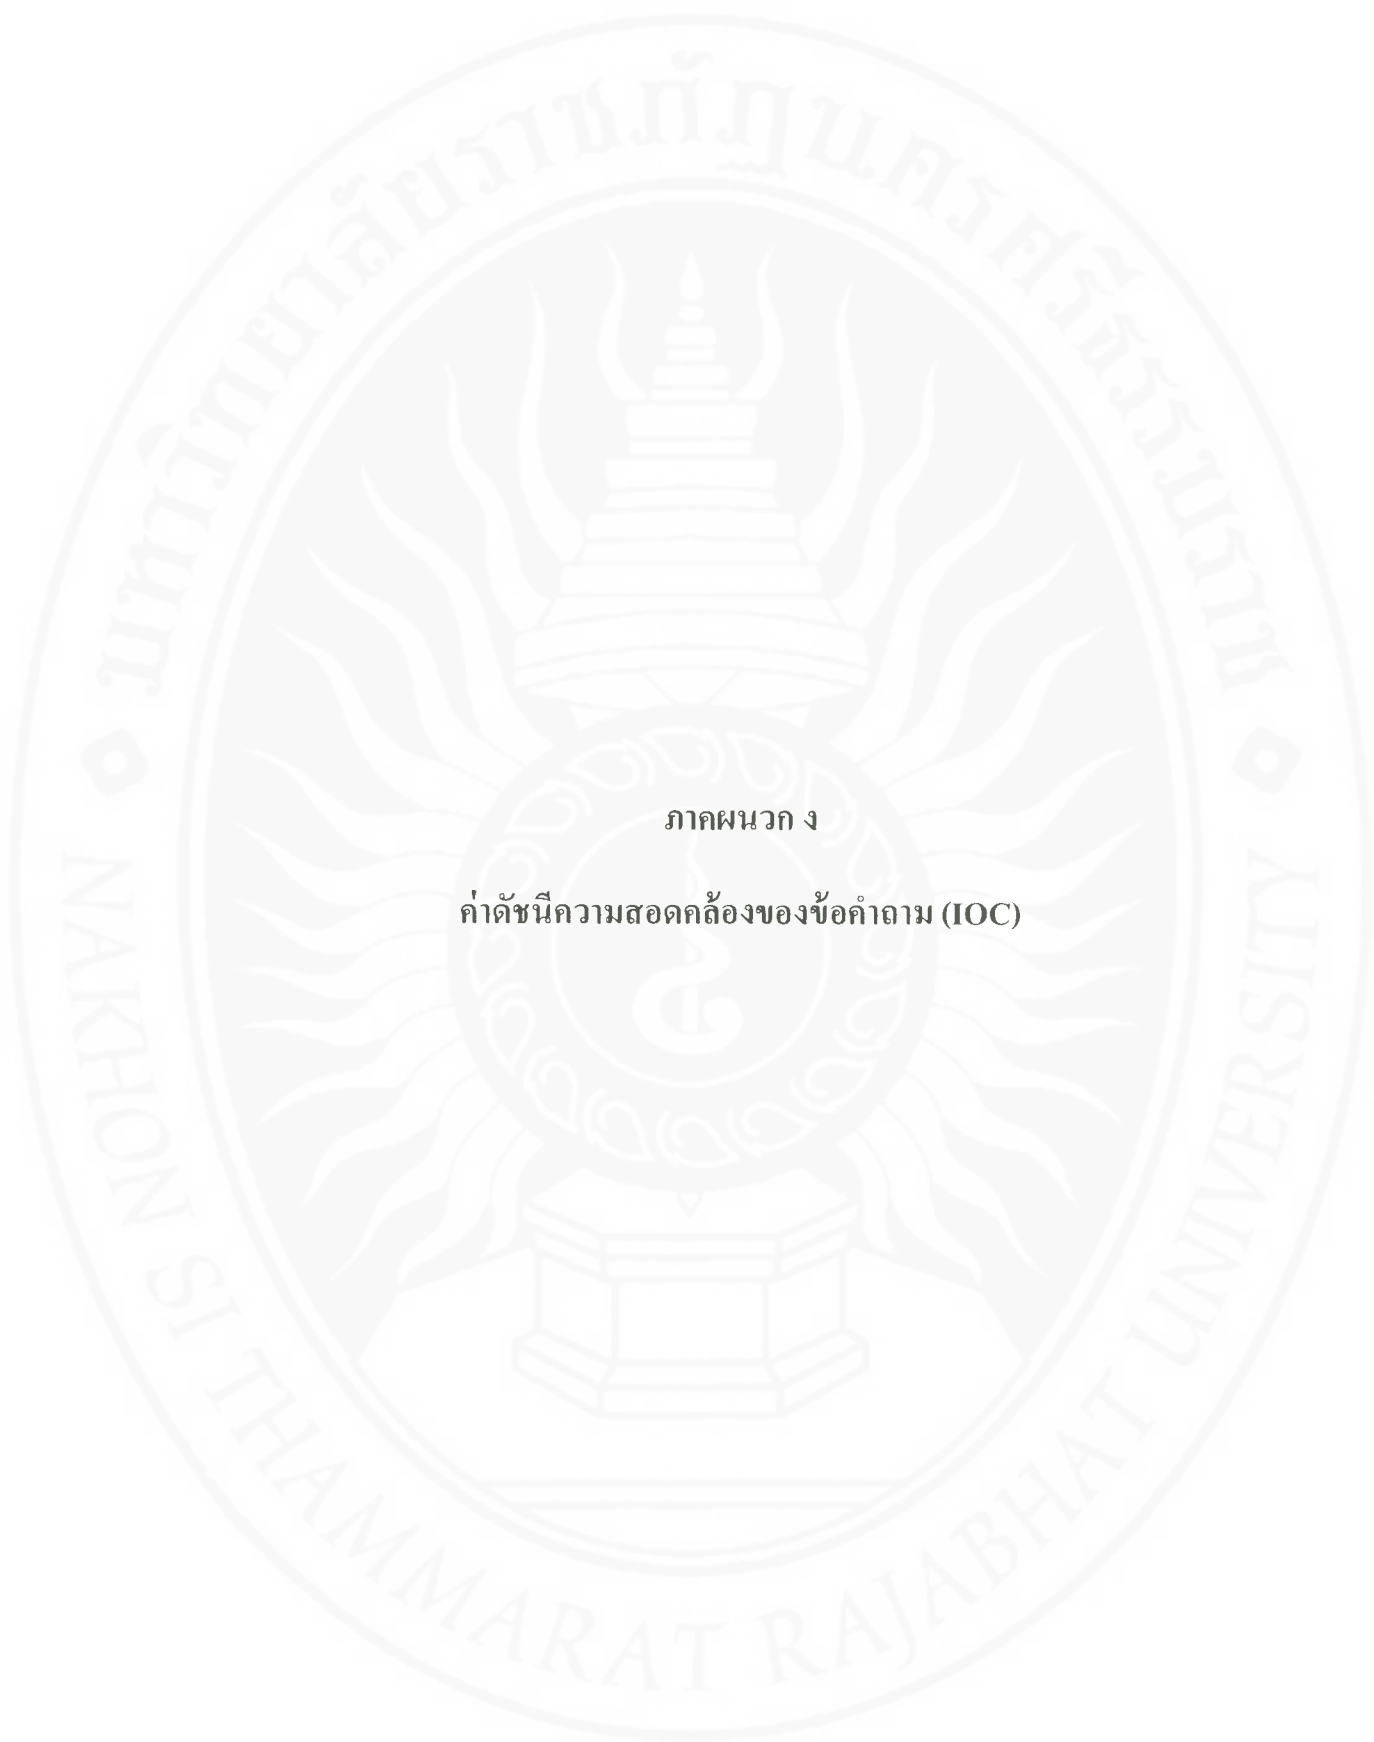 มหาวิทยาลัยราชภัฏนครศรีธรรมราช
ภาคผนวก ง
ค่าดัชนีความสอดคล้องของข้อคำถาม (IOC)
NAKHON SI THAMMARAT RAJABHAT UNIVERSITY